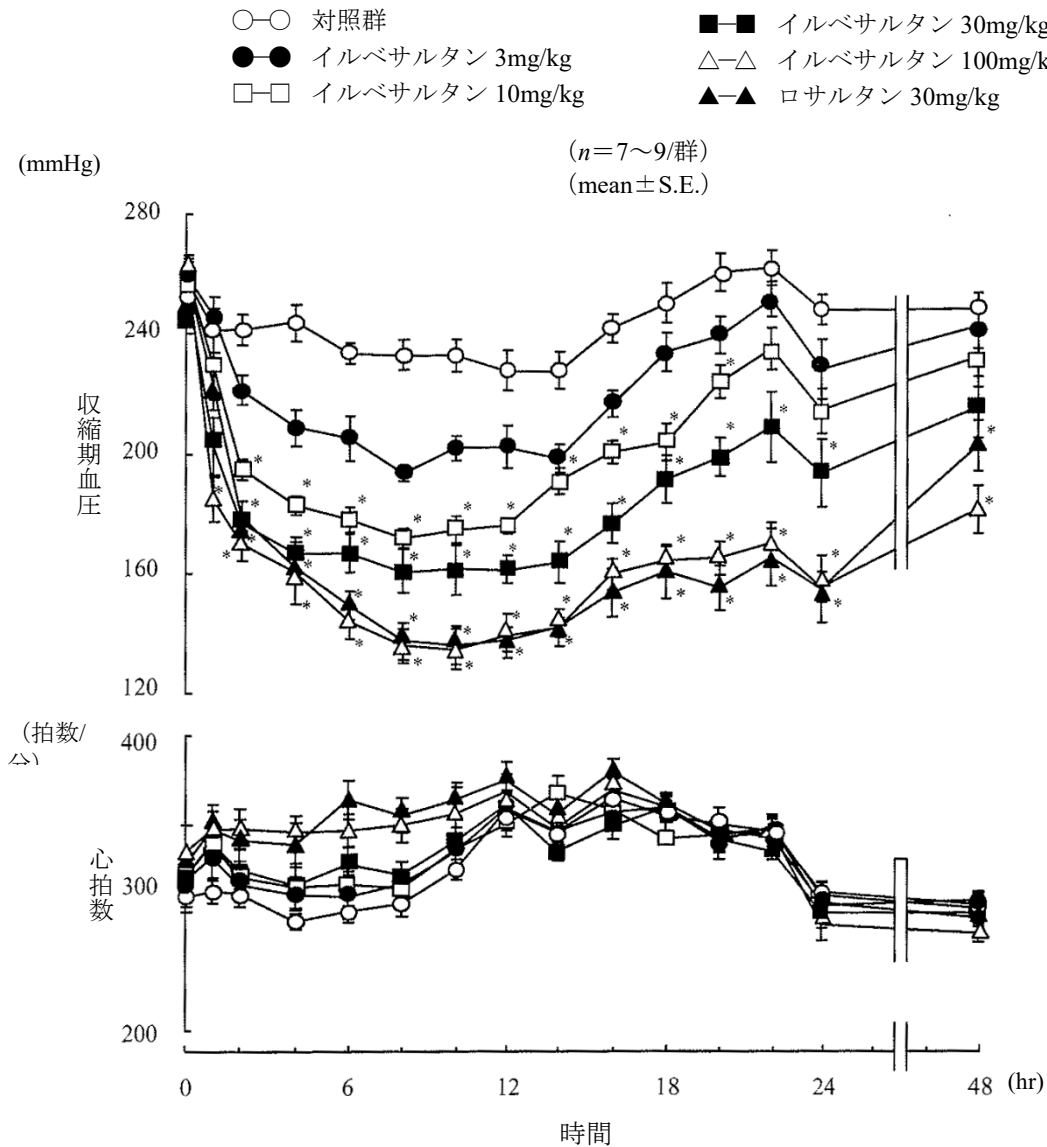 ○─○ 対照群
●─● イルベサルタン 3mg/kg
□─□ イルベサルタン 10mg/kg
■─■ イルベサルタン 30mg/kg
△─△ イルベサルタン 100mg/k
▲─▲ ロサルタン 30mg/kg
(mmHg)
（n＝7～9/群）
（mean±S.E.）
280
240
200
160
120
収縮期血圧
（拍数/
分）
400
300
200
心拍数
0
6
12
18
24
48
(hr)
時間